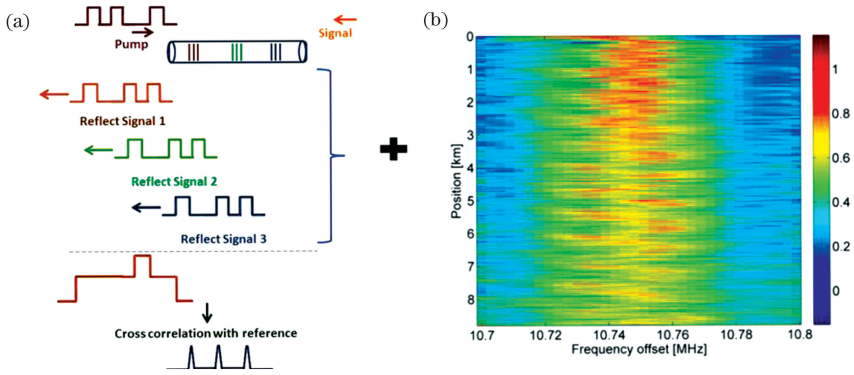 (a)
Pump
Signal
Reflect Signal 1
Reflect Signal 2
Reflect Signal 3
Cross correlation with reference
(b)
Position [km]
0
1
2
3
4
5
6
7
8
10.7
10.72
10.74
10.76
10.78
10.8
Frequency offset [MHz]
1
0.8
0.6
0.4
0.2
0